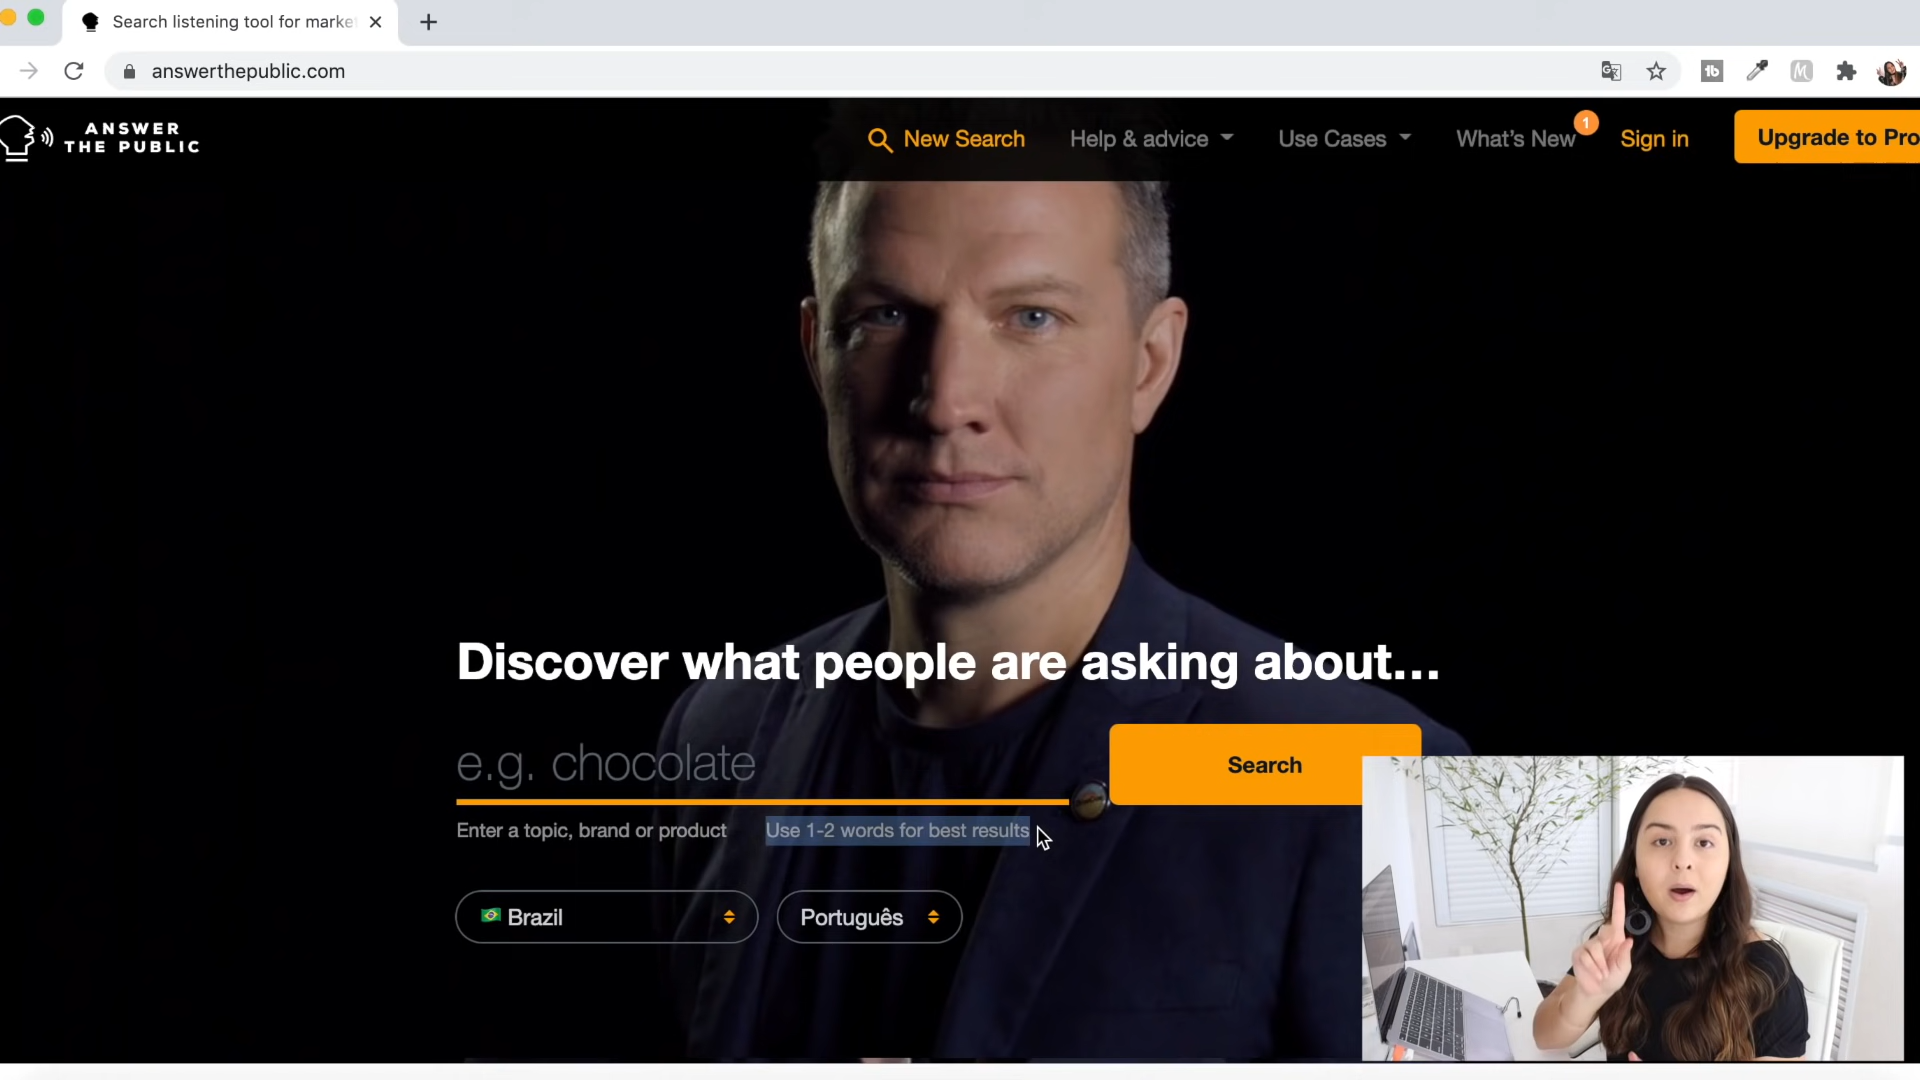 Search listening tool for marke
answerthepublic.com
ANSWER
THE PUBLIC
New Search
Help & advice
Use Cases
What's New
1
Sign in
Upgrade to Pro
Discover what people are asking about...
e.g. chocolate
Search
Enter a topic, brand or product
Use 1-2 words for best results
Brazil
Português